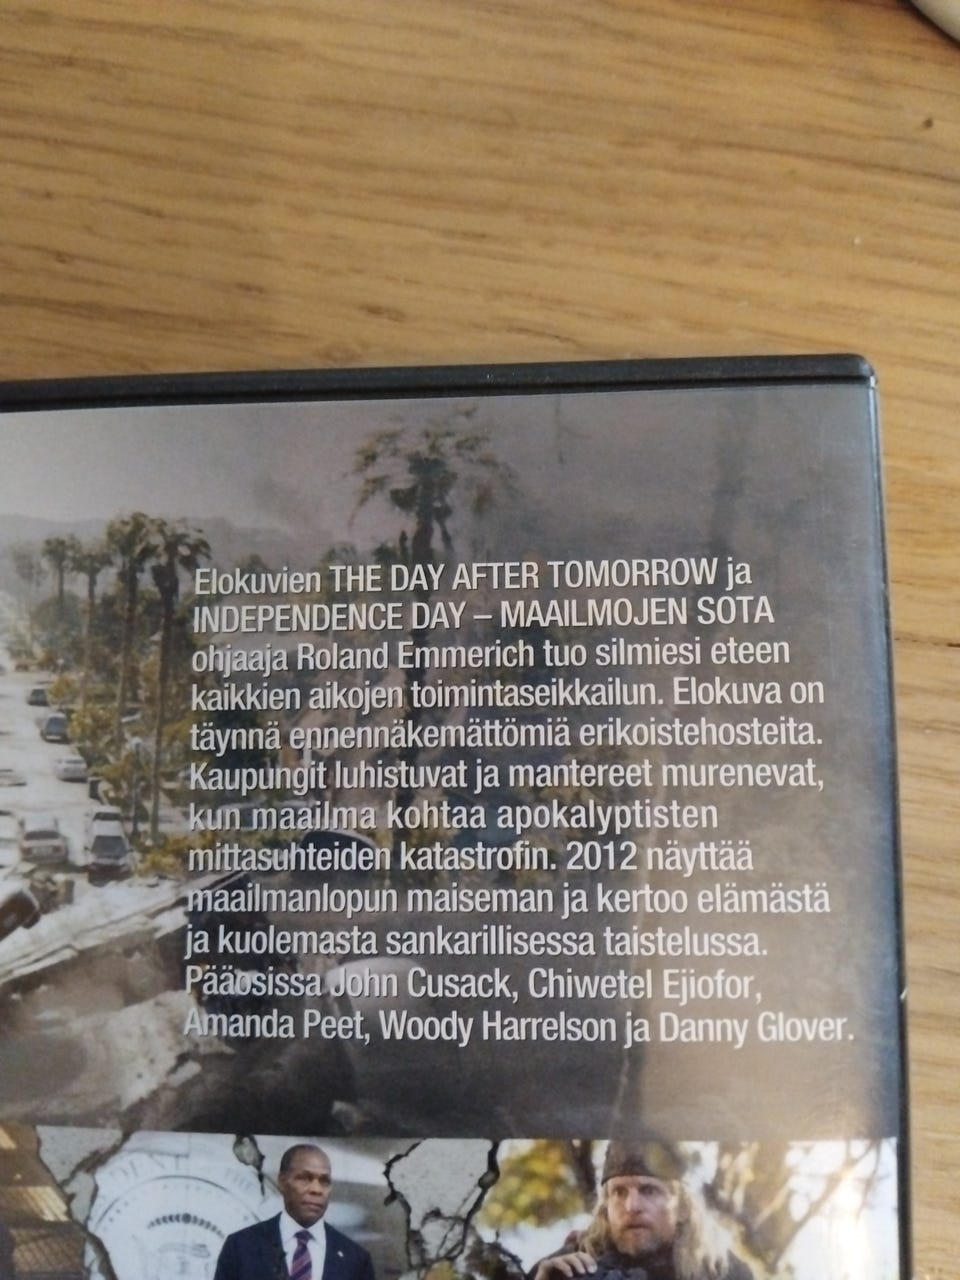 Elokuvien THE DAY AFTER TOMORROW ja
INDEPENDENCE DAY – MAAILMOJEN SOTA
ohjaaja Roland Emmerich tuo silmiesi eteen
kaikkien aikojen toimintaseikkailun. Elokuva on
täynnä ennennäkemättömiä erikoistehosteita.
Kaupungit luhistuvat ja mantereet murenevat,
kun maailma kohtaa apokalyptisten
mittasuhteiden katastrofin. 2012 näyttää
maailmanlopun maiseman ja kertoo elämästä
ja kuolemasta sankarillisessa taistelussa.
Pääosissa John Cusack, Chiwetel Ejiofor,
Amanda Peet, Woody Harrelson ja Danny Glover.